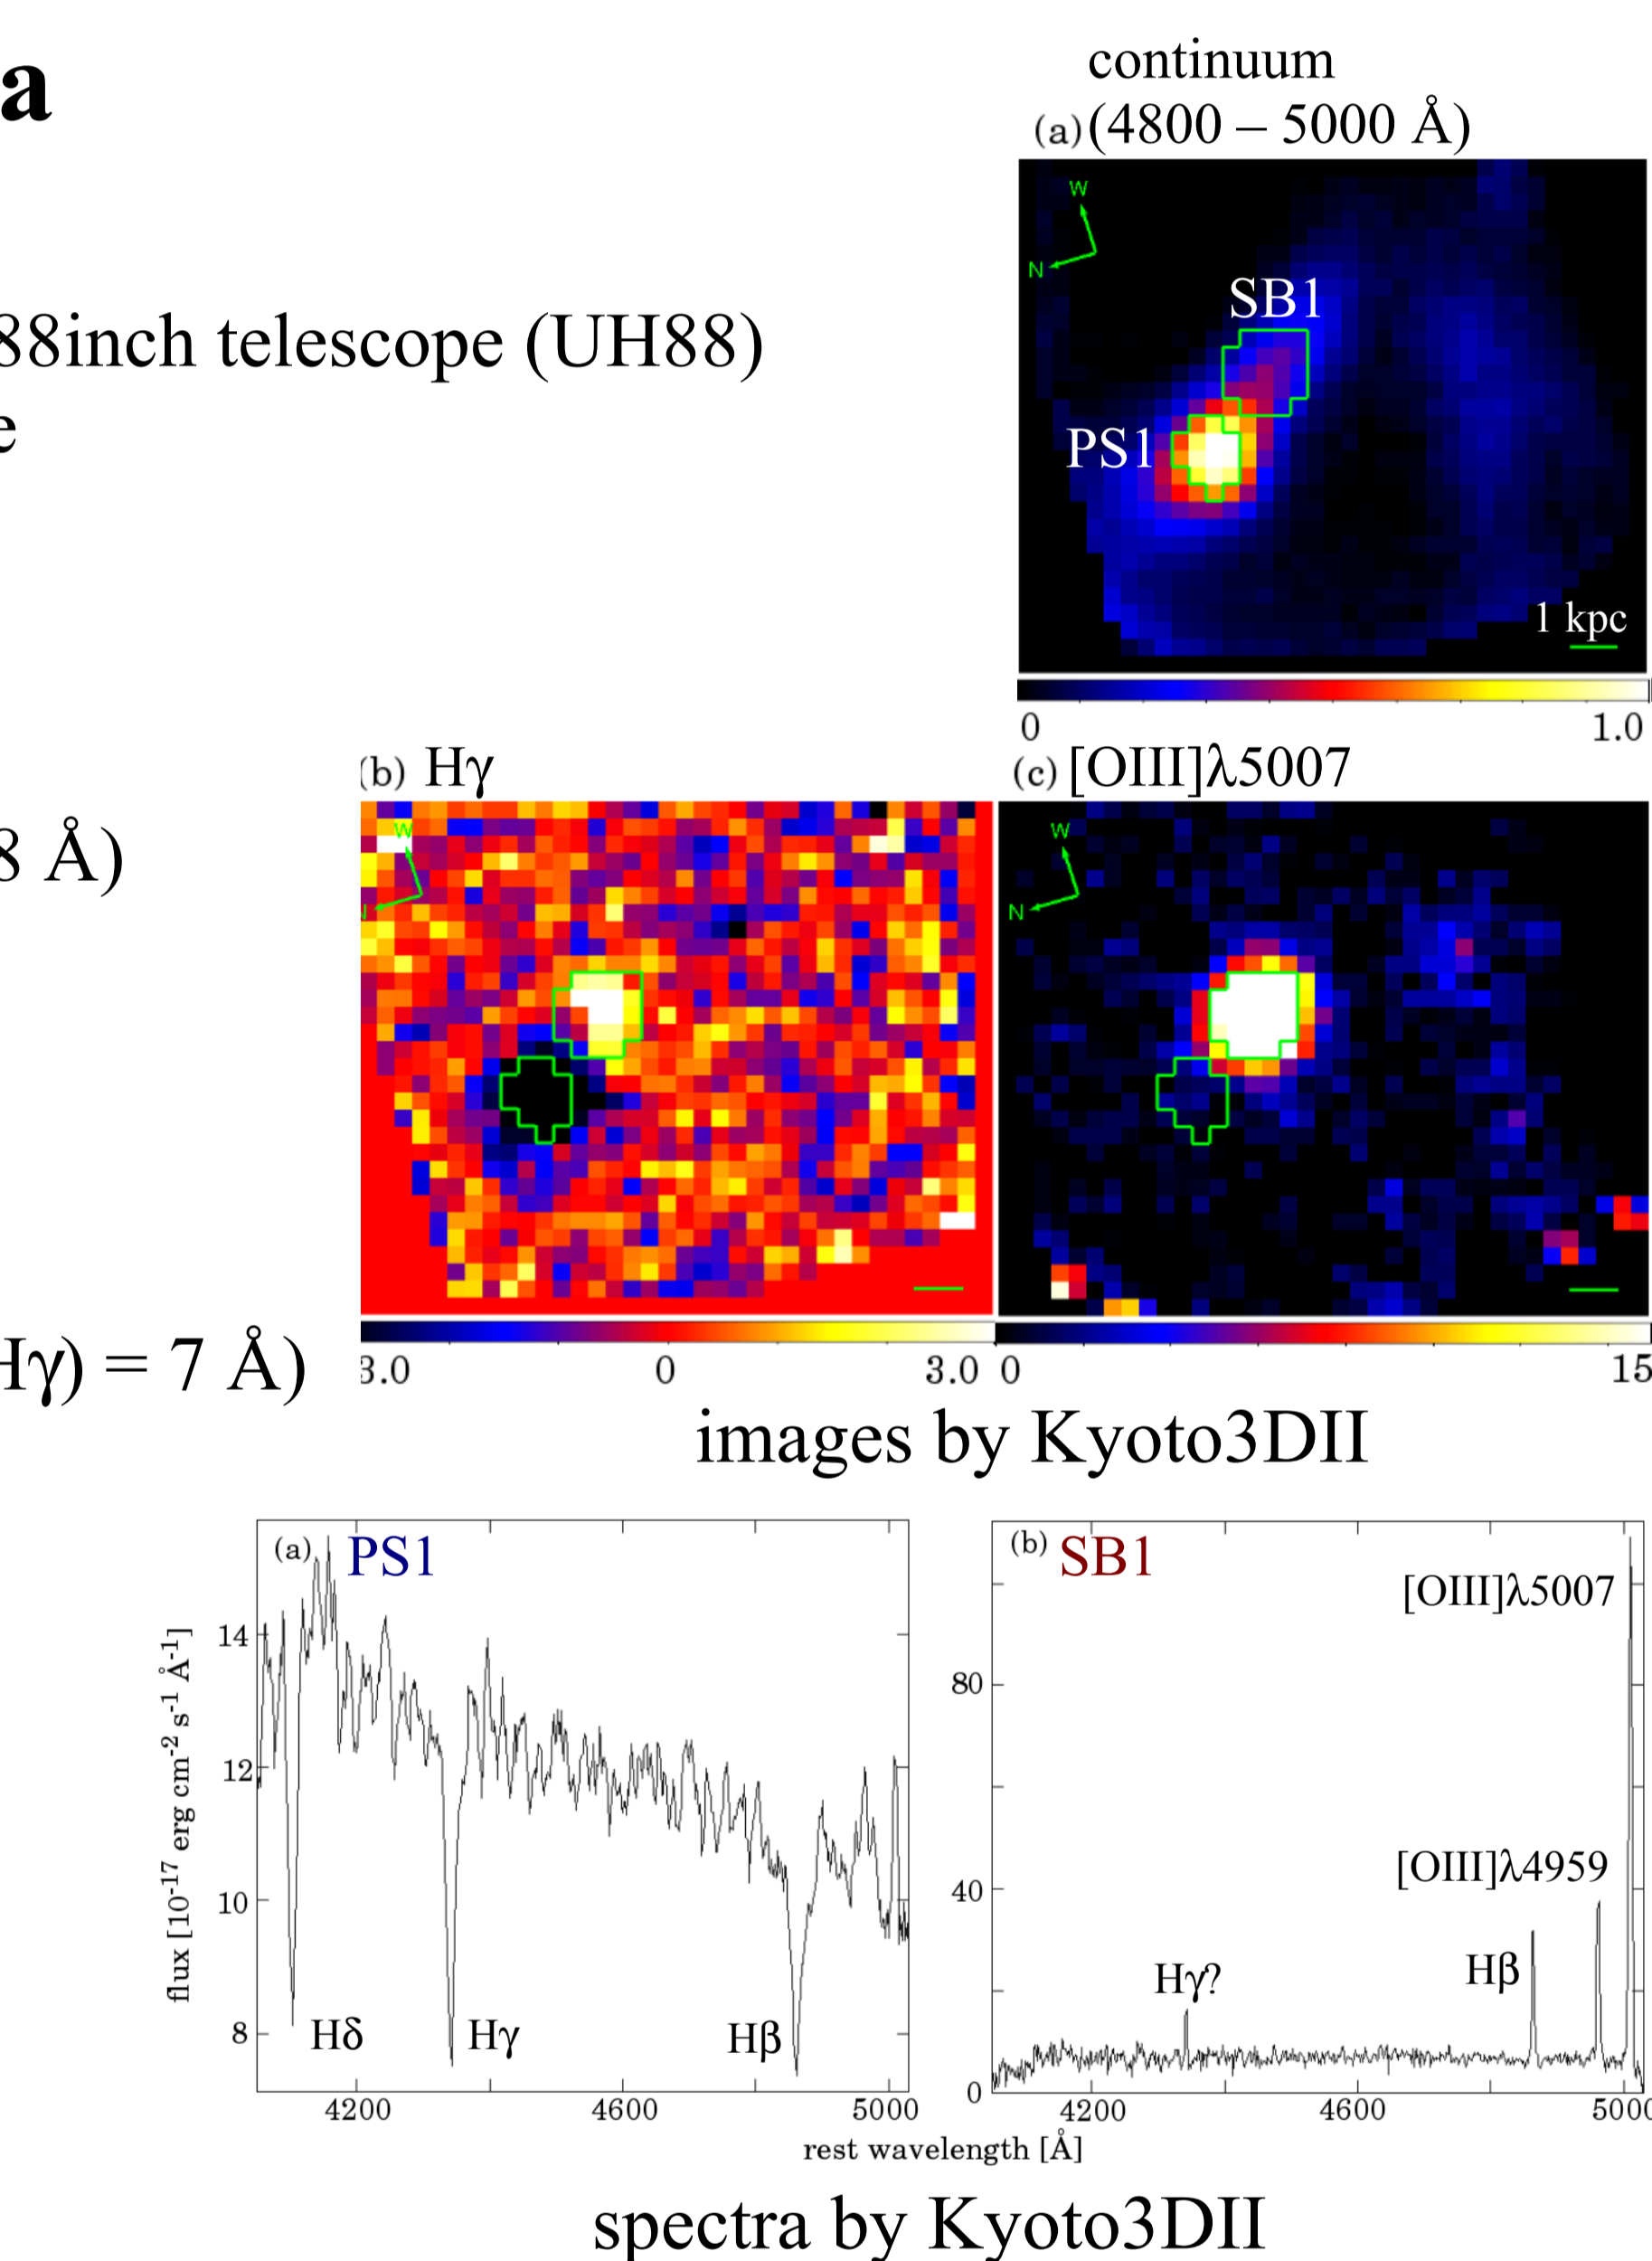 a
continuum
(a) (4800 – 5000 Å)
W
N
SB1
88inch telescope (UH88)
e
PS1
1 kpc
0 1.0
(b) Hγ
(c) [OIII]λ5007
W
W
8 Å)
N
N
Hγ) = 7 Å)
3.0 0 3.0
0 15
images by Kyoto3DII
(a) PS1
(b) SB1
[OIII]λ5007
14
80
12
flux [10-17 erg cm-2 s-1 Å-1]
[OIII]λ4959
10
40
Hβ
Hγ?
8
Hδ
Hγ
Hβ
0
4200 4600 5000
4200 4600 5000
rest wavelength [Å]
spectra by Kyoto3DII